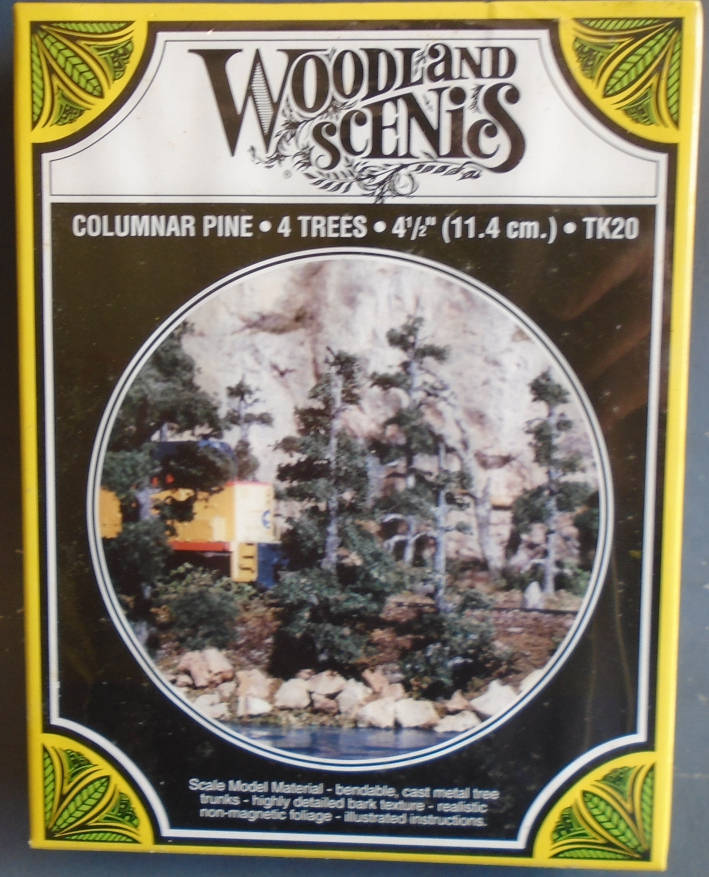 WOODLAND
SCENICS
®
COLUMNAR PINE • 4 TREES • 4½" (11.4 cm.) • TK20
Scale Model Material - bendable, cast metal tree
trunks - highly detailed bark texture - realistic
non-magnetic foliage - illustrated instructions.